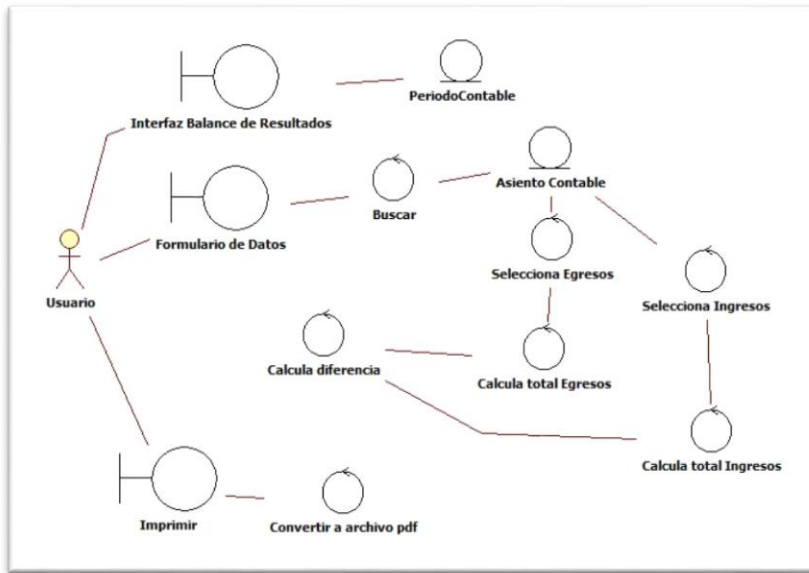 Interfaz Balance de Resultados
PeriodoContable
Formulario de Datos
Buscar
Asiento Contable
Usuario
Selecciona Egresos
Selecciona Ingresos
Calcula diferencia
Calcula total Egresos
Calcula total Ingresos
Imprimir
Convertir a archivo pdf